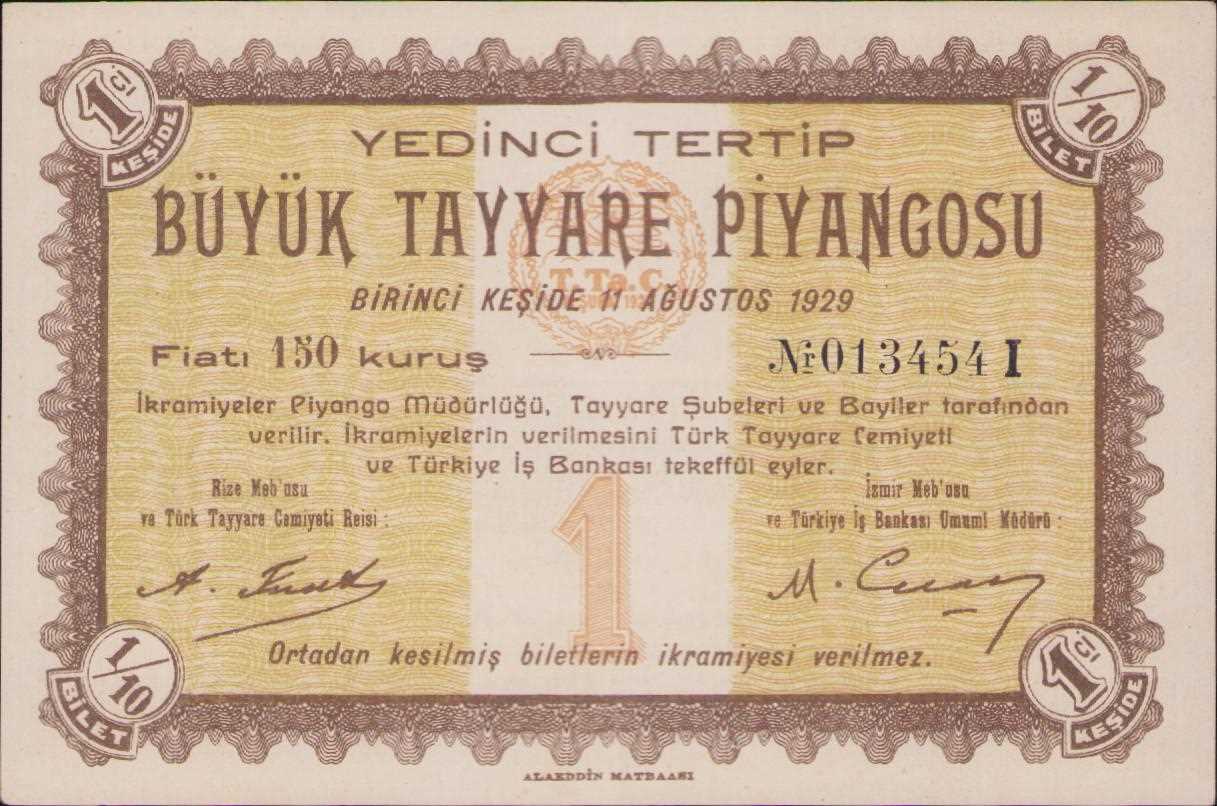 1 ci
KEŞİDE
1/10
BİLET
YEDİNCİ TERTİP
BÜYÜK TAYYARE PİYANGOSU
T.Ta.C.
BİRİNCİ KEŞİDE 11 AĞUSTOS 1929
Fiatı 150 kuruş
№ 013454 I
İkramiyeler Piyango Müdürlüğü, Tayyare Şubeleri ve Bayiler tarafından
verilir. İkramiyelerin verilmesini Türk Tayyare Cemiyeti
ve Türkiye İş Bankası tekeffül eyler.
Rize Meb'usu
ve Türk Tayyare Cemiyeti Reisi :
İzmir Meb'usu
ve Türkiye İş Bankası Umumî Müdürü :
1
A. Fuat
M. Celal
Ortadan kesilmiş biletlerin ikramiyesi verilmez.
1/10
BİLET
1 ci
KEŞİDE
ALAEDDİN MATBAASI